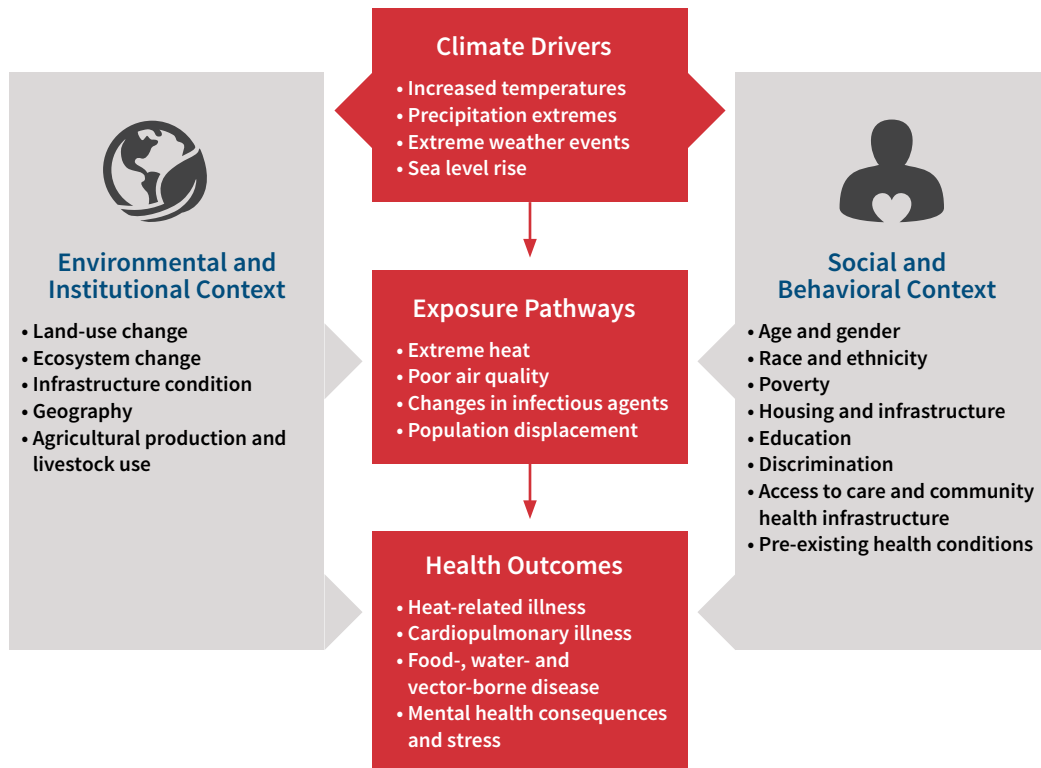 Climate Drivers
• Increased temperatures
• Precipitation extremes
• Extreme weather events
• Sea level rise
Environmental and
Institutional Context
• Land-use change
• Ecosystem change
• Infrastructure condition
• Geography
• Agricultural production and
livestock use
Exposure Pathways
• Extreme heat
• Poor air quality
• Changes in infectious agents
• Population displacement
Social and
Behavioral Context
• Age and gender
• Race and ethnicity
• Poverty
• Housing and infrastructure
• Education
• Discrimination
• Access to care and community
health infrastructure
• Pre-existing health conditions
Health Outcomes
• Heat-related illness
• Cardiopulmonary illness
• Food-, water- and
vector-borne disease
• Mental health consequences
and stress